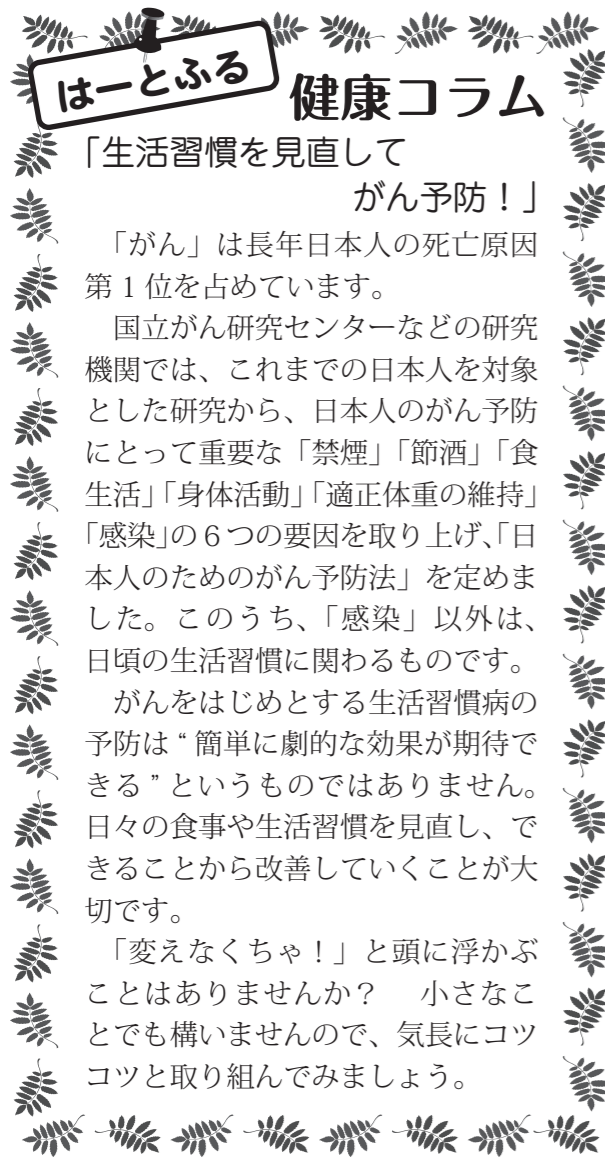 はーとふる
健康コラム
「生活習慣を見直して
がん予防！」
「がん」は長年日本人の死亡原因
第１位を占めています。
国立がん研究センターなどの研究
機関では、これまでの日本人を対象
とした研究から、日本人のがん予防
にとって重要な「禁煙」「節酒」「食
生活」「身体活動」「適正体重の維持」
「感染」の６つの要因を取り上げ、「日
本人のためのがん予防法」を定めま
した。このうち、「感染」以外は、
日頃の生活習慣に関わるものです。
がんをはじめとする生活習慣病の
予防は“簡単に劇的な効果が期待で
きる”というものではありません。
日々の食事や生活習慣を見直し、で
きることから改善していくことが大
切です。
「変えなくちゃ！」と頭に浮かぶ
ことはありませんか？　小さなこ
とでも構いませんので、気長にコツ
コツと取り組んでみましょう。